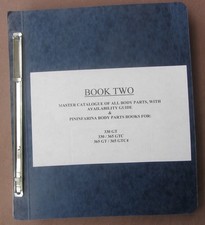 BOOK TWO
MASTER CATALOGUE OF ALL BODY PARTS, WITH
AVAILABILITY GUIDE
&
PININFARINA BODY PARTS BOOKS FOR:
330 GT
330 / 365 GTC
365 GT / 365 GTC/4